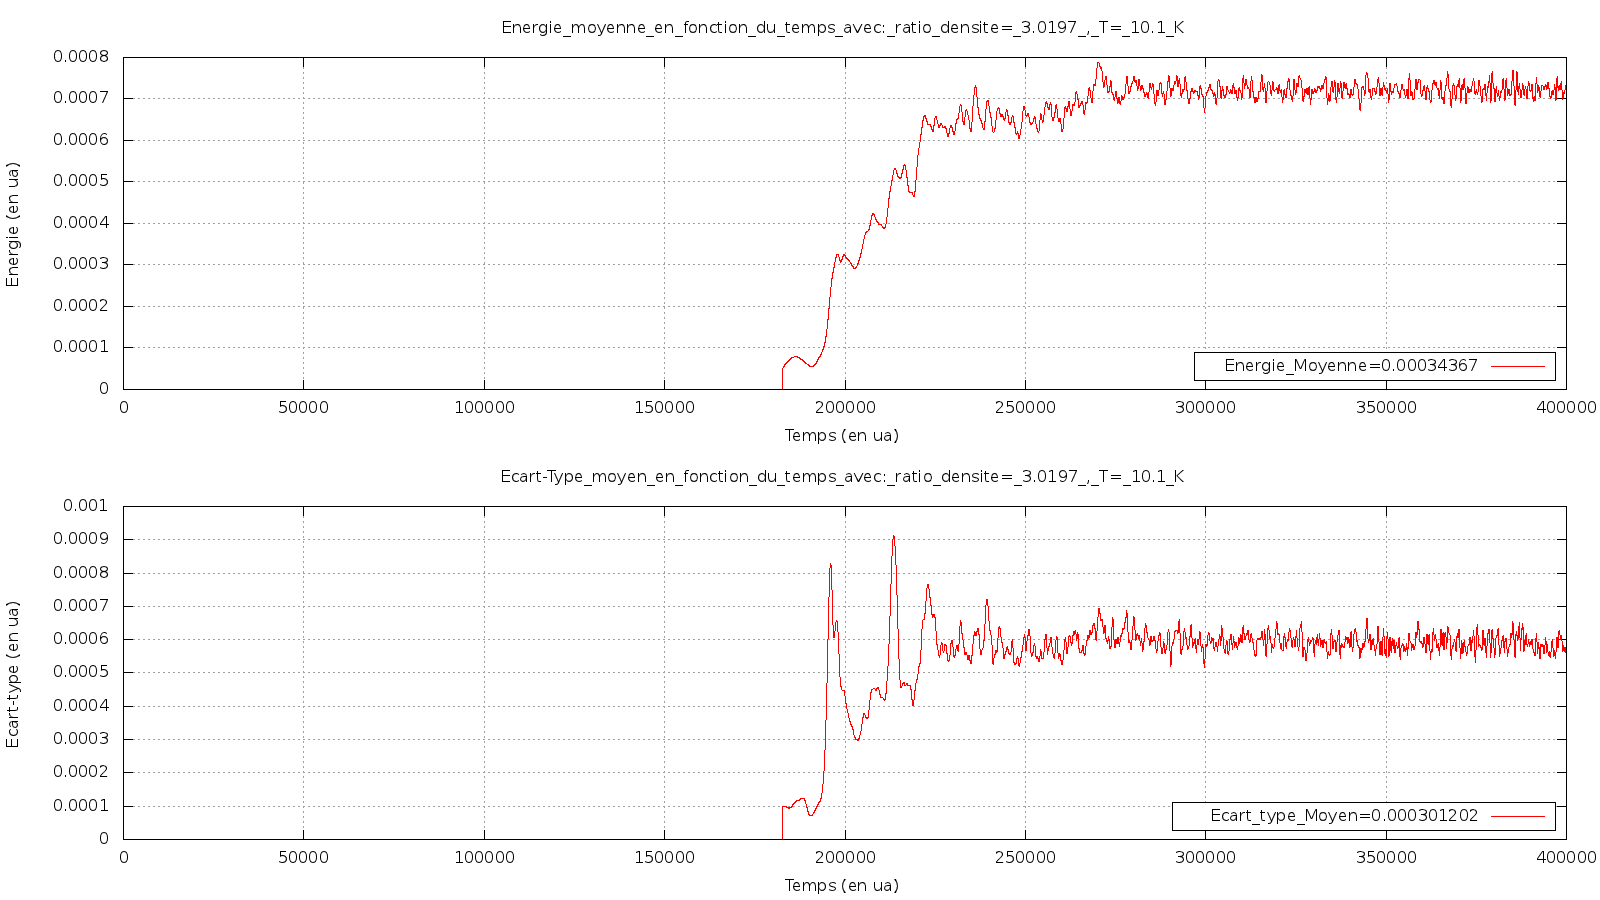 Energie_moyenne_en_fonction_du_temps_avec:_ratio_densite=_3.0197_,_T=_10.1_K
0.0008
0.0007
0.0006
0.0005
0.0004
0.0003
0.0002
0.0001
0
Energie (en ua)
Energie_Moyenne=0.00034367
0 50000 100000 150000 200000 250000 300000 350000 400000
Temps (en ua)
Ecart-Type_moyen_en_fonction_du_temps_avec:_ratio_densite=_3.0197_,_T=_10.1_K
0.001
0.0009
0.0008
0.0007
0.0006
0.0005
0.0004
0.0003
0.0002
0.0001
0
Ecart-type (en ua)
Ecart_type_Moyen=0.000301202
0 50000 100000 150000 200000 250000 300000 350000 400000
Temps (en ua)